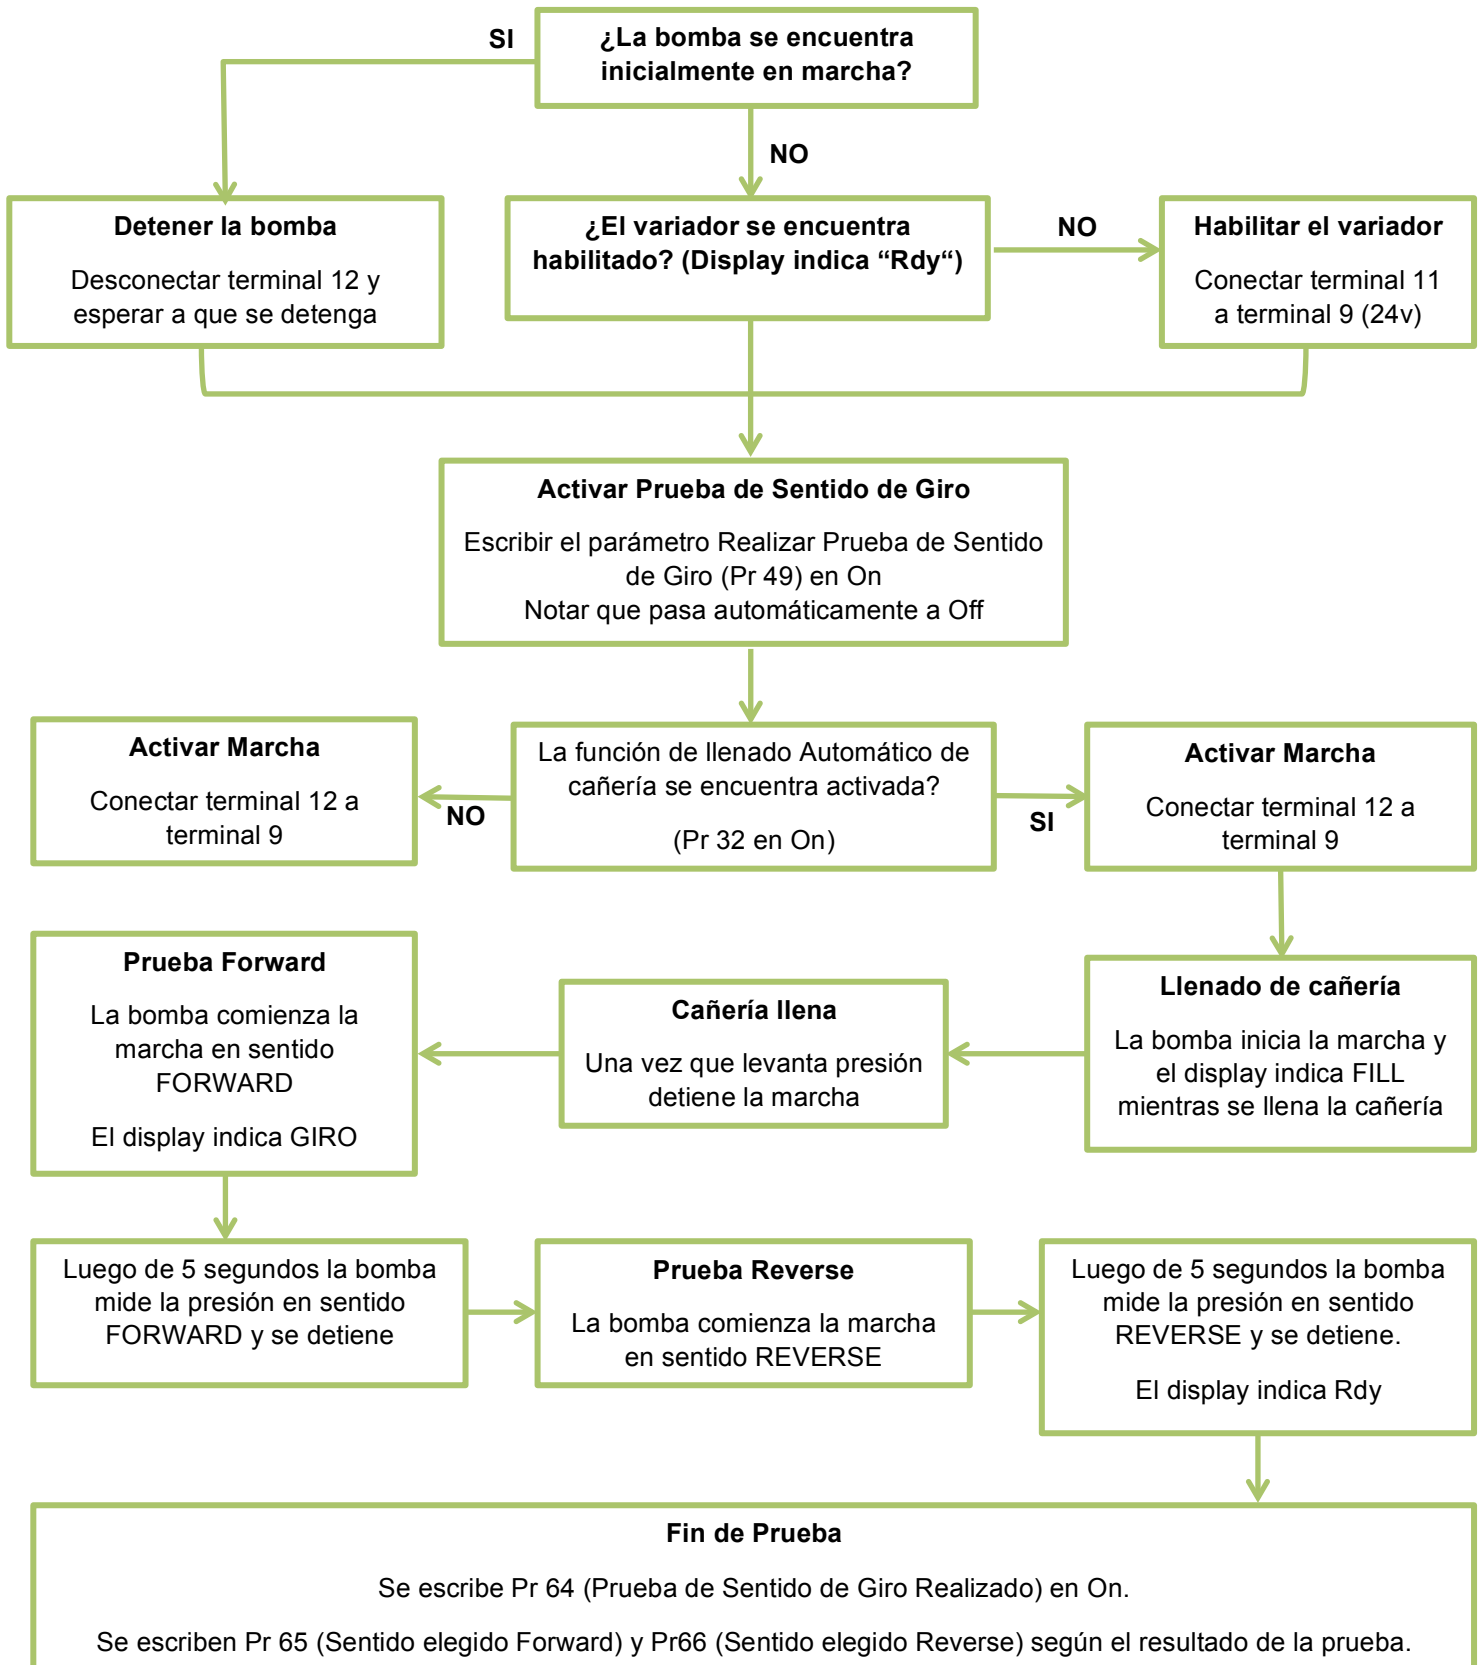 SI
¿La bomba se encuentra
inicialmente en marcha?
NO
Detener la bomba
Desconectar terminal 12 y
esperar a que se detenga
¿El variador se encuentra
habilitado? (Display indica “Rdy“)
NO
Habilitar el variador
Conectar terminal 11
a terminal 9 (24v)
Activar Prueba de Sentido de Giro
Escribir el parámetro Realizar Prueba de Sentido
de Giro (Pr 49) en On
Notar que pasa automáticamente a Off
Activar Marcha
Conectar terminal 12 a
terminal 9
NO
La función de llenado Automático de
cañería se encuentra activada?
(Pr 32 en On)
SI
Activar Marcha
Conectar terminal 12 a
terminal 9
Prueba Forward
La bomba comienza la
marcha en sentido
FORWARD
El display indica GIRO
Cañería llena
Una vez que levanta presión
detiene la marcha
Llenado de cañería
La bomba inicia la marcha y
el display indica FILL
mientras se llena la cañería
Luego de 5 segundos la bomba
mide la presión en sentido
FORWARD y se detiene
Prueba Reverse
La bomba comienza la marcha
en sentido REVERSE
Luego de 5 segundos la bomba
mide la presión en sentido
REVERSE y se detiene.
El display indica Rdy
Fin de Prueba
Se escribe Pr 64 (Prueba de Sentido de Giro Realizado) en On.
Se escriben Pr 65 (Sentido elegido Forward) y Pr66 (Sentido elegido Reverse) según el resultado de la prueba.